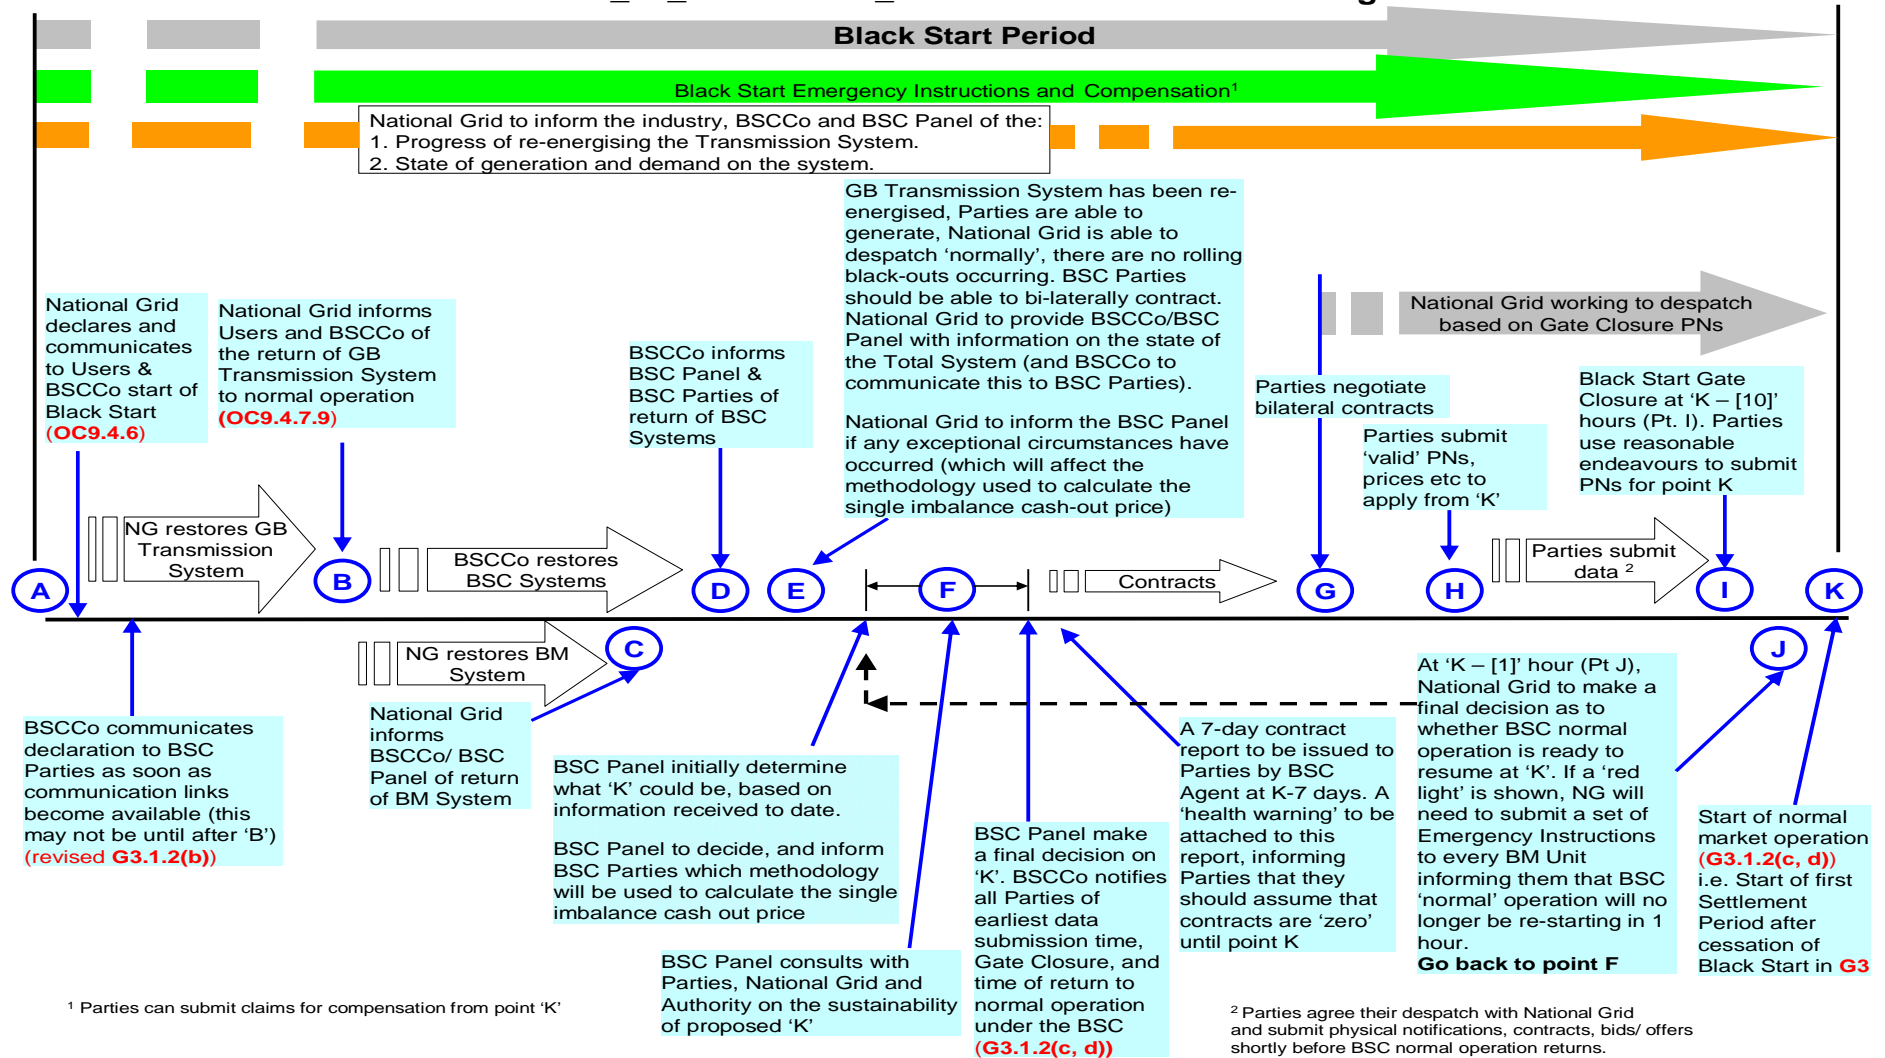 Black Start Period
Black Start Emergency Instructions and Compensation¹
National Grid to inform the industry, BSCCo and BSC Panel of the:
1. Progress of re-energising the Transmission System.
2. State of generation and demand on the system.
GB Transmission System has been re-
energised, Parties are able to
generate, National Grid is able to
despatch ‘normally’, there are no rolling
black-outs occurring. BSC Parties
should be able to bi-laterally contract.
National Grid to provide BSCCo/BSC
Panel with information on the state of
the Total System (and BSCCo to
communicate this to BSC Parties).
National Grid to inform the BSC Panel
if any exceptional circumstances have
occurred (which will affect the
methodology used to calculate the
single imbalance cash-out price)
National Grid
declares and
communicates
to Users &
BSCCo start of
Black Start
(OC9.4.6)
National Grid informs
Users and BSCCo of
the return of GB
Transmission System
to normal operation
(OC9.4.7.9)
BSCCo informs
BSC Panel &
BSC Parties of
return of BSC
Systems
National Grid working to despatch
based on Gate Closure PNs
Parties negotiate
bilateral contracts
Parties submit
‘valid’ PNs,
prices etc to
apply from ‘K’
Black Start Gate
Closure at ‘K – [10]’
hours (Pt. I). Parties
use reasonable
endeavours to submit
PNs for point K
NG restores GB
Transmission
System
BSCCo restores
BSC Systems
Contracts
Parties submit
data ²
A
B
D
E
F
G
H
I
K
NG restores BM
System
C
J
BSCCo communicates
declaration to BSC
Parties as soon as
communication links
become available (this
may not be until after ‘B’)
(revised G3.1.2(b))
National Grid
informs
BSCCo/ BSC
Panel of return
of BM System
BSC Panel initially determine
what ‘K’ could be, based on
information received to date.
BSC Panel to decide, and inform
BSC Parties which methodology
will be used to calculate the single
imbalance cash out price
BSC Panel consults with
Parties, National Grid and
Authority on the sustainability
of proposed ‘K’
BSC Panel make
a final decision on
‘K’. BSCCo notifies
all Parties of
earliest data
submission time,
Gate Closure, and
time of return to
normal operation
under the BSC
(G3.1.2(c, d))
A 7-day contract
report to be issued to
Parties by BSC
Agent at K-7 days. A
‘health warning’ to be
attached to this
report, informing
Parties that they
should assume that
contracts are ‘zero’
until point K
At ‘K – [1]’ hour (Pt J),
National Grid to make a
final decision as to
whether BSC normal
operation is ready to
resume at ‘K’. If a ‘red
light’ is shown, NG will
need to submit a set of
Emergency Instructions
to every BM Unit
informing them that BSC
‘normal’ operation will no
longer be re-starting in 1
hour.
Go back to point F
Start of normal
market operation
(G3.1.2(c, d))
i.e. Start of first
Settlement
Period after
cessation of
Black Start in G3
¹ Parties can submit claims for compensation from point ‘K’
² Parties agree their despatch with National Grid
and submit physical notifications, contracts, bids/ offers
shortly before BSC normal operation returns.